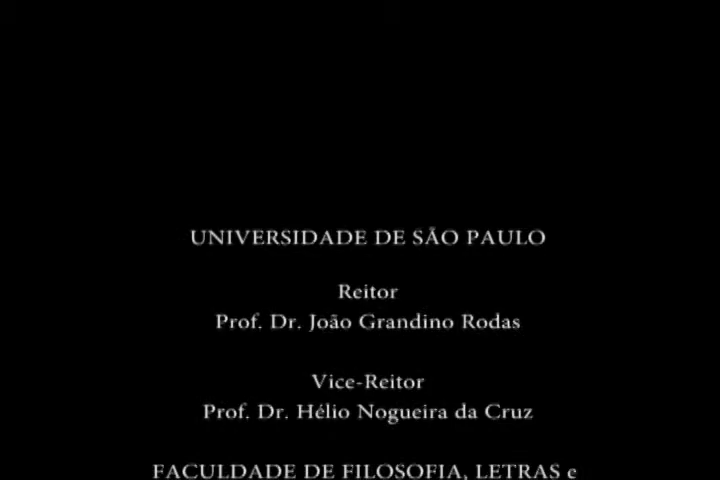 UNIVERSIDADE DE SÃO PAULO
Reitor
Prof. Dr. João Grandino Rodas
Vice-Reitor
Prof. Dr. Hélio Nogueira da Cruz
FACULDADE DE FILOSOFIA, LETRAS e